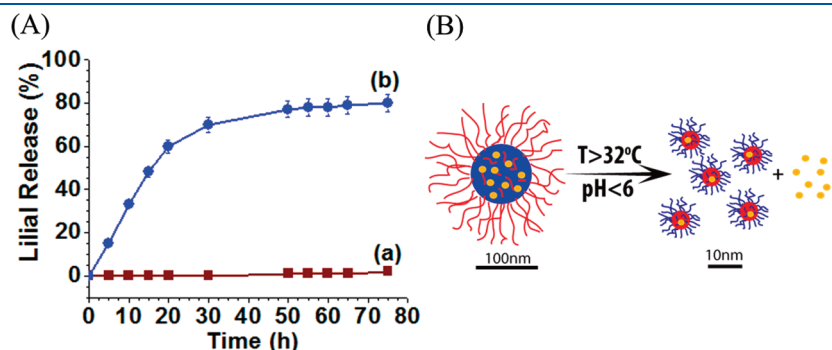 (A)
(B)
100
80
60
40
20
0
Lilial Release (%)
(b)
(a)
0 10 20 30 40 50 60 70 80
Time (h)
T>32ºC
pH<6
+
100nm
10nm